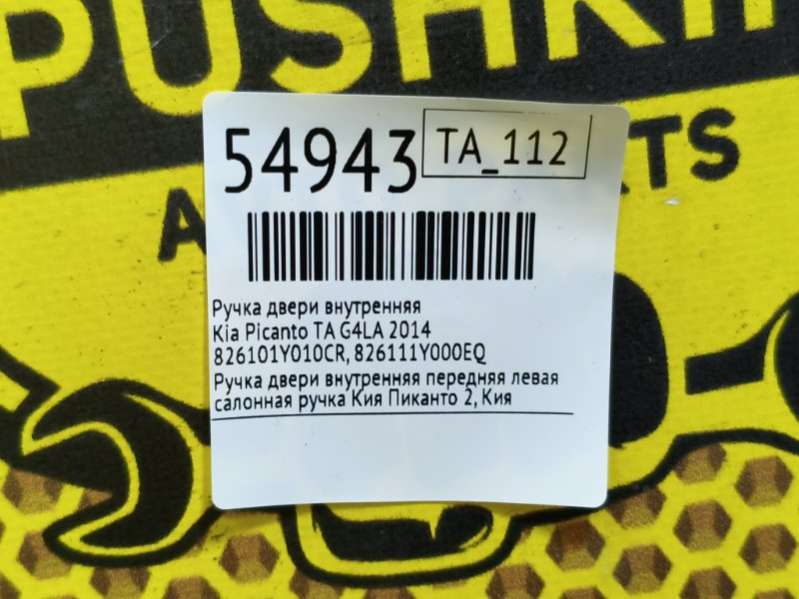 PUSHKIN
54943
TA_112
Ручка двери внутренняя
Kia Picanto TA G4LA 2014
826101Y010CR, 826111Y000EQ
Ручка двери внутренняя передняя левая
салонная ручка Кия Пиканто 2, Кия